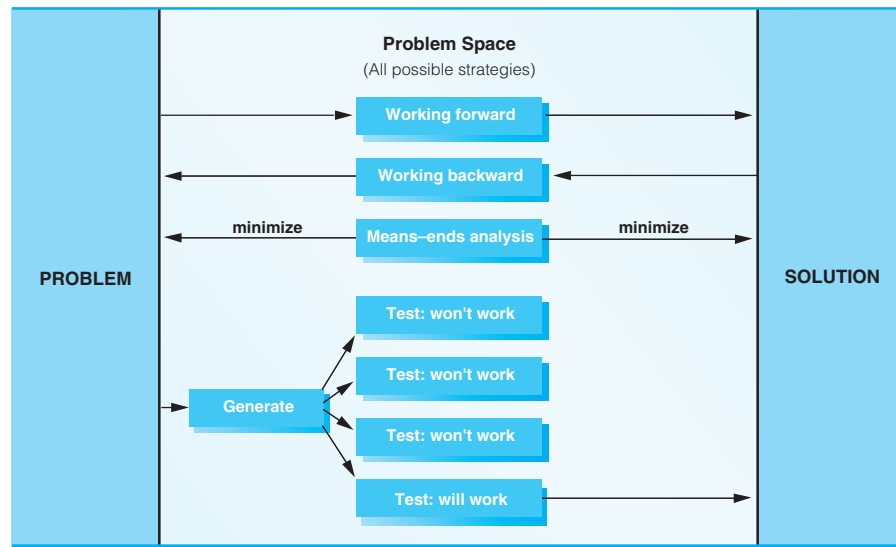 Problem Space
(All possible strategies)
Working forward
Working backward
minimize
Means–ends analysis
minimize
PROBLEM
SOLUTION
Test: won't work
Test: won't work
Generate
Test: won't work
Test: will work